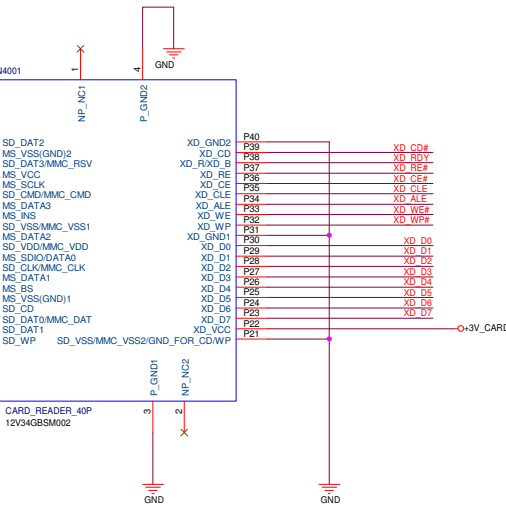 GND
N4001
1
4
NP_NC1
P_GND2
SD_DAT2 XD_GND2 P40
MS_VSS(GND)2 XD_CD P39 XD_CD#
SD_DAT3/MMC_RSV XD_R/XD_B P38 XD_RDY
MS_VCC XD_RE P37 XD_RE#
MS_SCLK XD_CE P36 XD_CE#
SD_CMD/MMC_CMD XD_CLE P35 XD_CLE
MS_DATA3 XD_ALE P34 XD_ALE
MS_INS XD_WE P33 XD_WE#
SD_VSS/MMC_VSS1 XD_WP P32 XD_WP#
MS_DATA2 XD_GND1 P31
SD_VDD/MMC_VDD XD_D0 P30 XD_D0
MS_SDIO/DATA0 XD_D1 P29 XD_D1
SD_CLK/MMC_CLK XD_D2 P28 XD_D2
MS_DATA1 XD_D3 P27 XD_D3
MS_BS XD_D4 P26 XD_D4
MS_VSS(GND)1 XD_D5 P25 XD_D5
SD_CD XD_D6 P24 XD_D6
SD_DAT0/MMC_DAT XD_D7 P23 XD_D7
SD_DAT1 XD_VCC P22 +3V_CARD
SD_WP SD_VSS/MMC_VSS2/GND_FOR_CD/WP P21
P_GND1
NP_NC2
3
2
CARD_READER_40P
12V34GBSM002
GND
GND